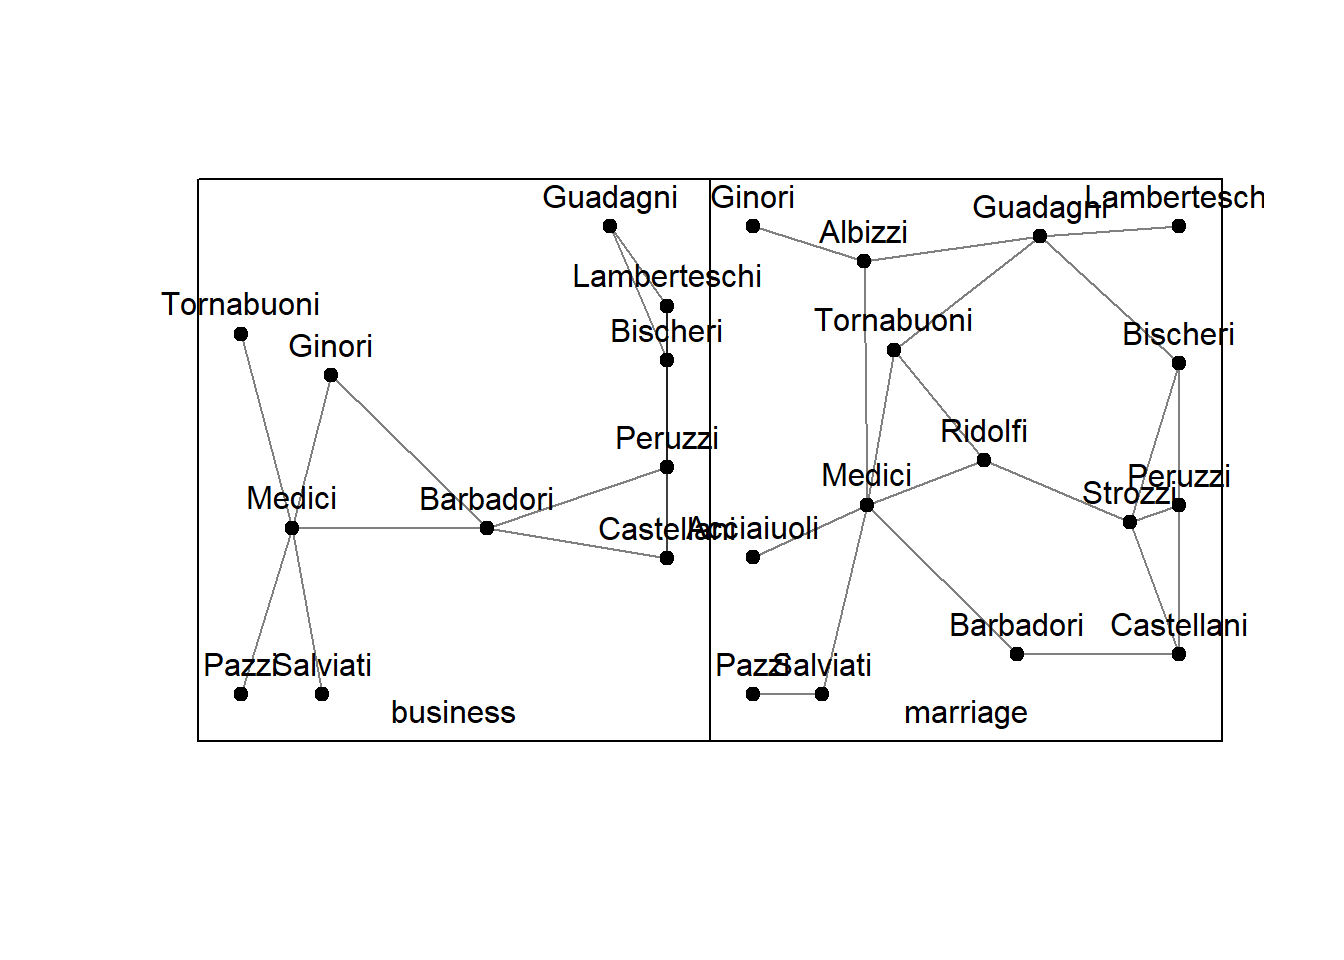 Guadagni
Lamberteschi
Tornabuoni
Bischeri
Ginori
Peruzzi
Medici
Barbadori
Castellani
Pazzi
Salviati
business
Ginori
Guadagni
Lambertesch
Albizzi
Tornabuoni
Bischeri
Ridolfi
Medici
Peruzzi
Strozzi
Acciaiuoli
Barbadori
Castellani
Pazzi
Salviati
marriage